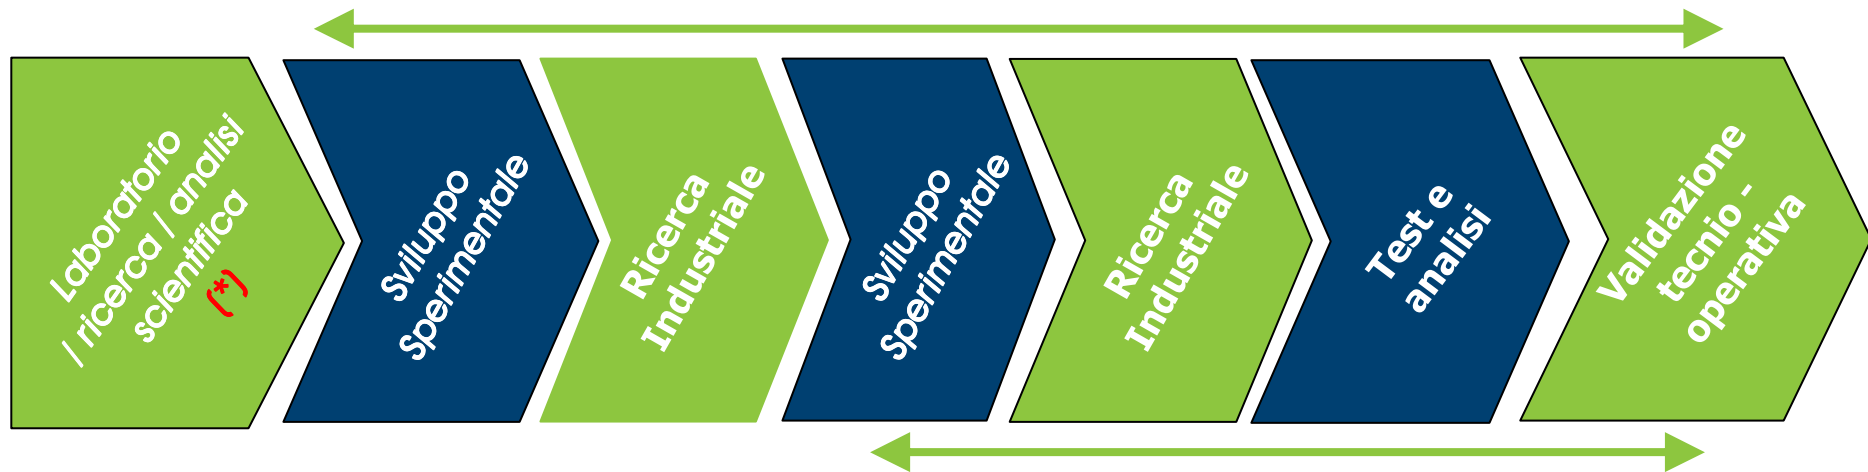 Laboratorio
/ ricerca / analisi
scientifica
(*)
Sviluppo
Sperimentale
Ricerca
Industriale
Sviluppo
Sperimentale
Ricerca
Industriale
Test e
analisi
Validazione
tecnio -
operativa